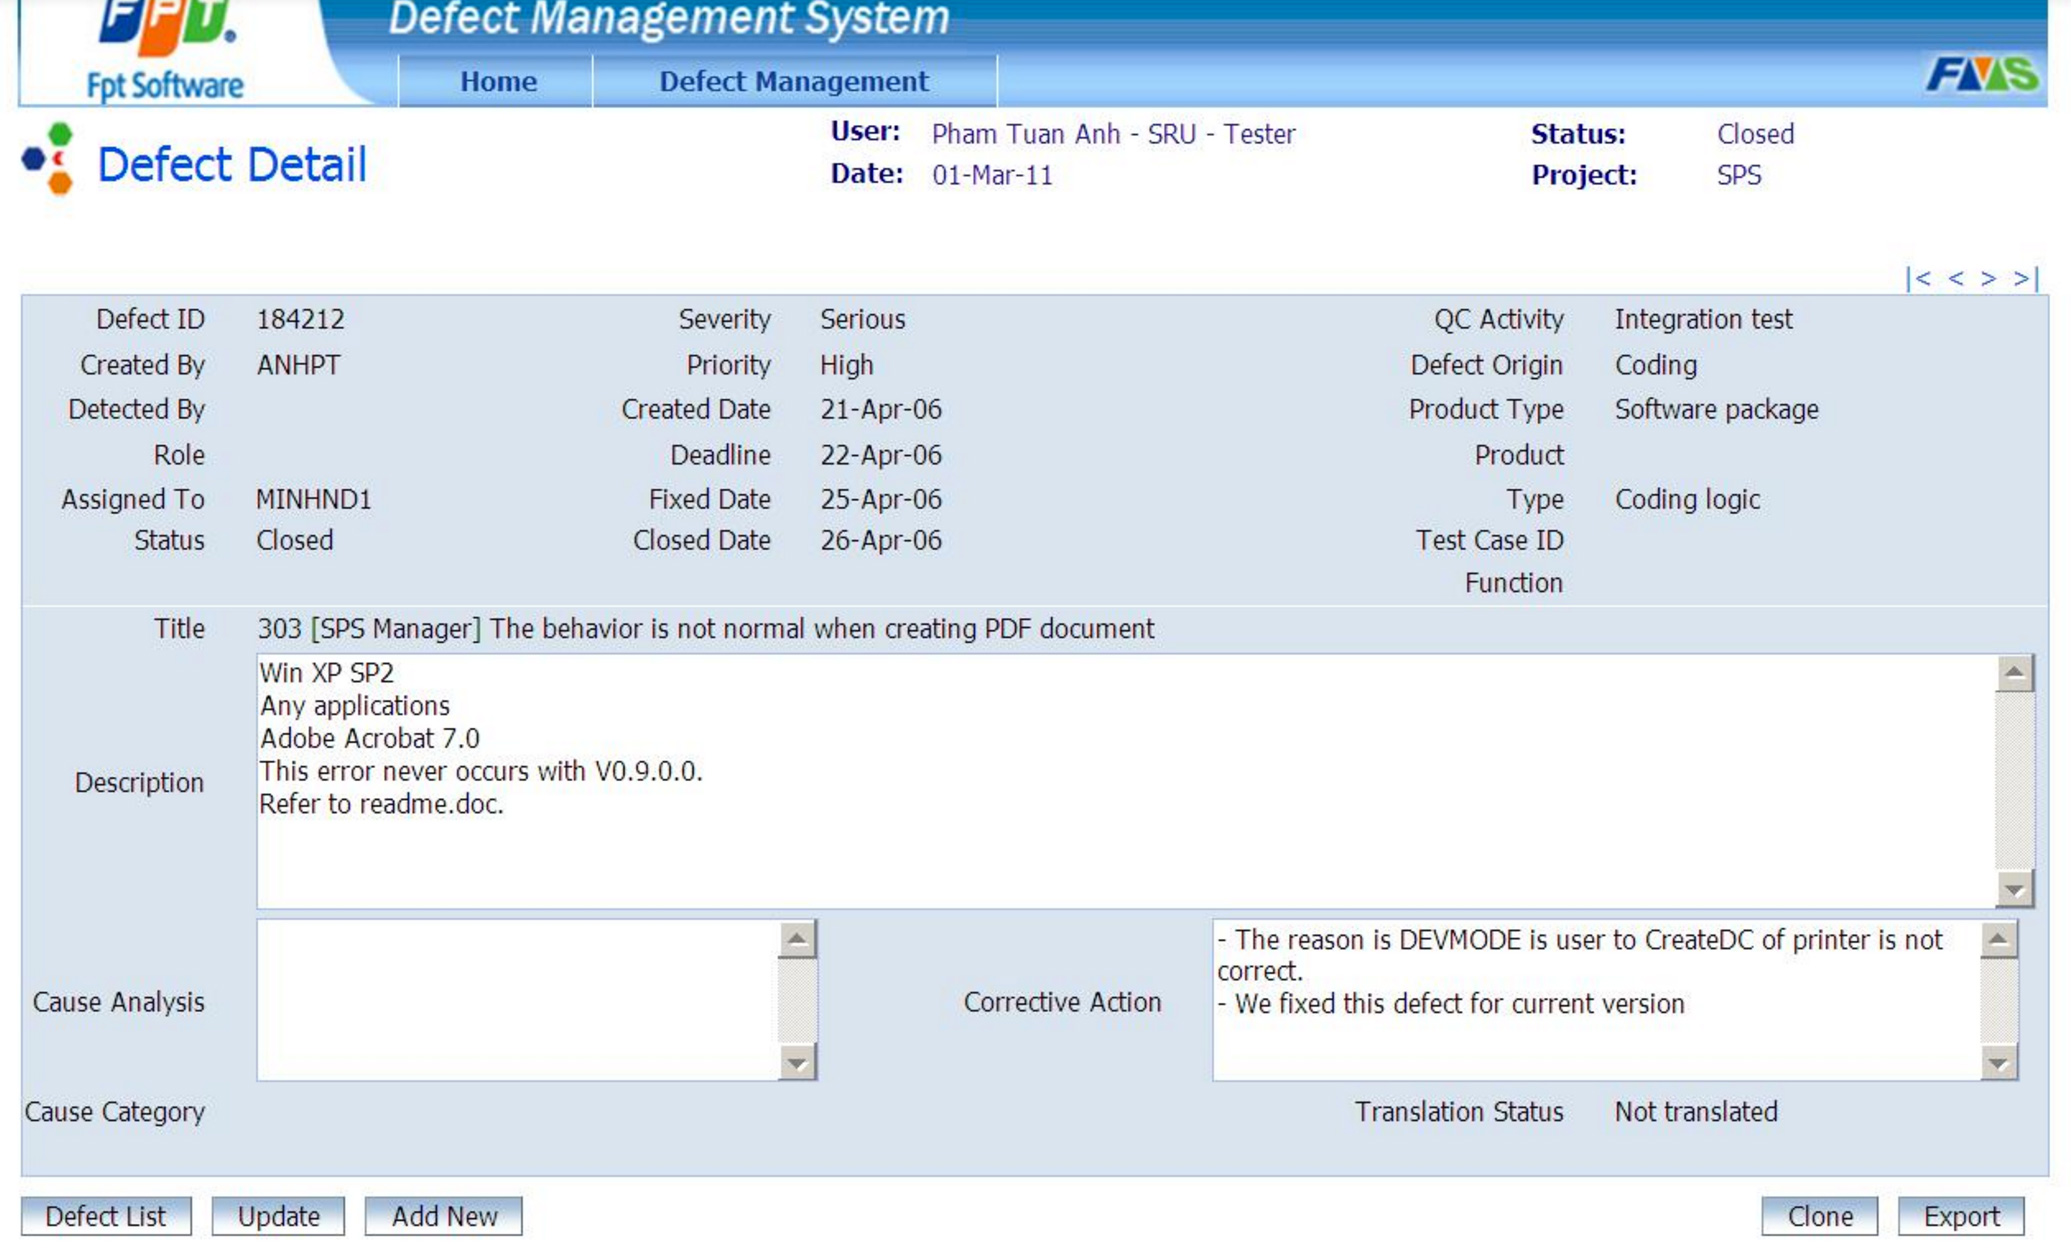 FPT.
Defect Management System
Fpt Software
Home
Defect Management
FMS
Defect Detail
User: Pham Tuan Anh - SRU - Tester
Status: Closed
Date: 01-Mar-11
Project: SPS
|< < > >|
Defect ID 184212 Severity Serious QC Activity Integration test
Created By ANHPT Priority High Defect Origin Coding
Detected By Created Date 21-Apr-06 Product Type Software package
Role Deadline 22-Apr-06 Product
Assigned To MINHND1 Fixed Date 25-Apr-06 Type Coding logic
Status Closed Closed Date 26-Apr-06 Test Case ID
Function
Title 303 [SPS Manager] The behavior is not normal when creating PDF document
Description
Win XP SP2
Any applications
Adobe Acrobat 7.0
This error never occurs with V0.9.0.0.
Refer to readme.doc.
Cause Analysis
Corrective Action
- The reason is DEVMODE is user to CreateDC of printer is not
correct.
- We fixed this defect for current version
Cause Category
Translation Status Not translated
Defect List Update Add New Clone Export